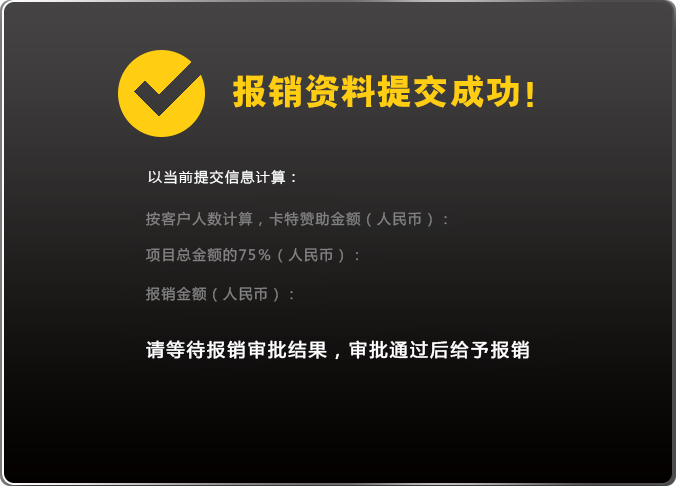 报销资料提交成功!
以当前提交信息计算：
按客户人数计算，卡特赞助金额（人民币）：
项目总金额的75%（人民币）：
报销金额（人民币）：
请等待报销审批结果，审批通过后给予报销